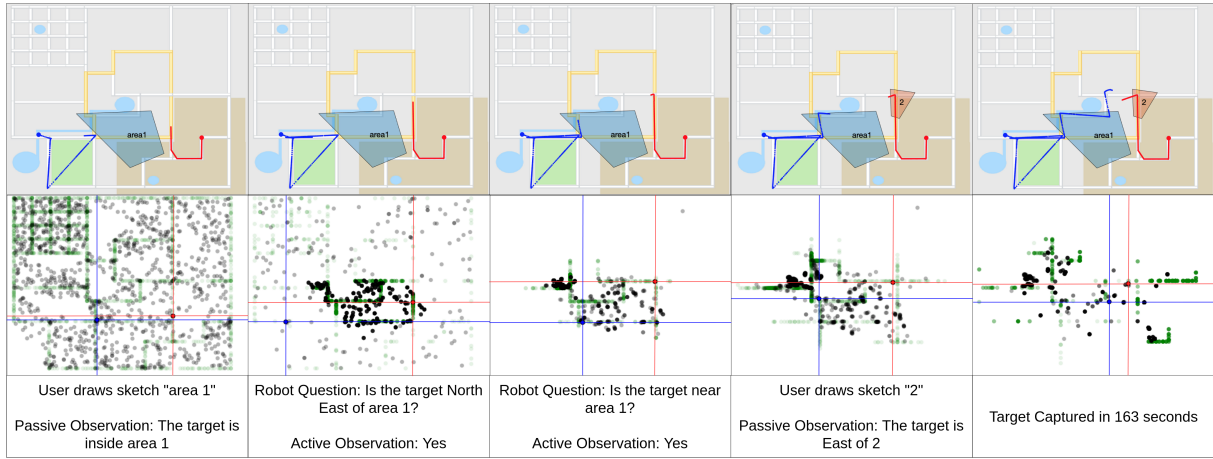 area1
area1
area1
area1
2
area1
2
User draws sketch "area 1"
Passive Observation: The target is
inside area 1
Robot Question: Is the target North
East of area 1?
Active Observation: Yes
Robot Question: Is the target near
area 1?
Active Observation: Yes
User draws sketch "2"
Passive Observation: The target is
East of 2
Target Captured in 163 seconds